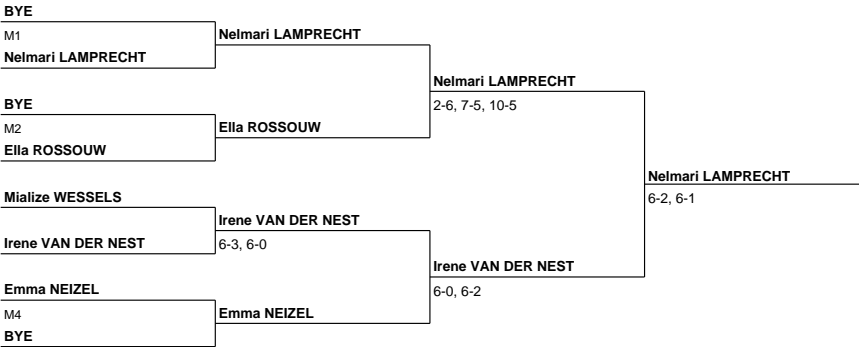 BYE
M1
Nelmari LAMPRECHT
BYE
M2
Ella ROSSOUW
Mialize WESSELS
Irene VAN DER NEST
Emma NEIZEL
M4
BYE
Nelmari LAMPRECHT
Ella ROSSOUW
Irene VAN DER NEST
6-3, 6-0
Emma NEIZEL
Nelmari LAMPRECHT
2-6, 7-5, 10-5
Irene VAN DER NEST
6-0, 6-2
Nelmari LAMPRECHT
6-2, 6-1